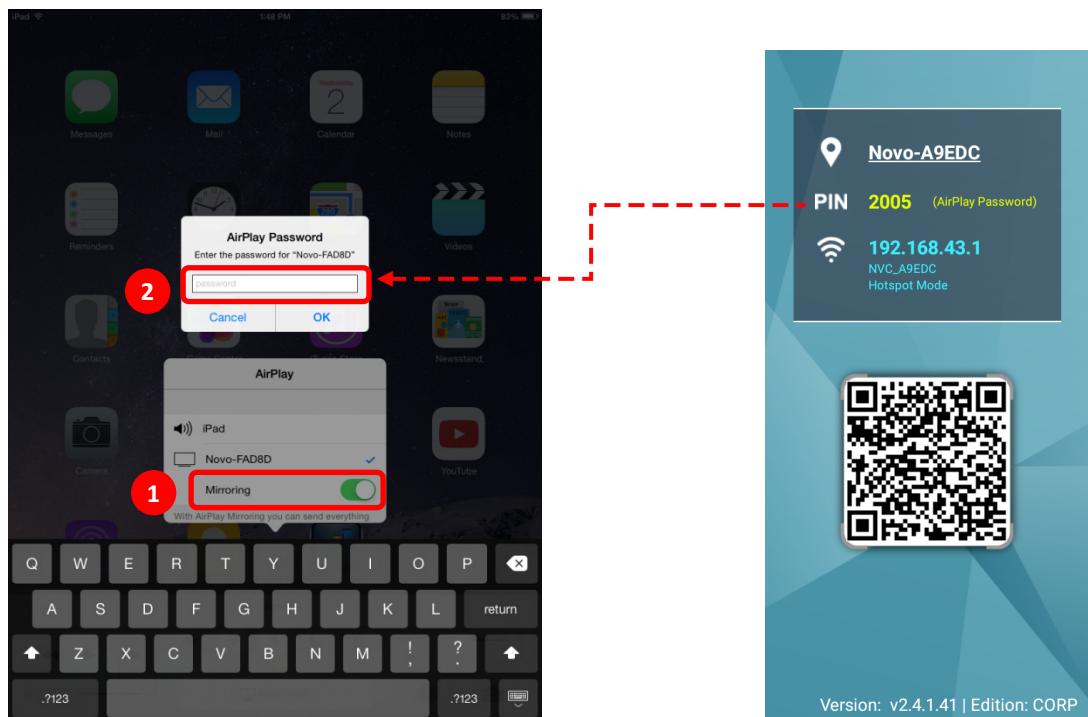 iPad
1:48 PM
83%
Wednesday
2
Messages
Mail
Calendar
Notes
280
Reminders
Videos
AirPlay Password
Enter the password for "Novo-FAD8D"
password
2
Cancel
OK
Contacts
Newsstand
AirPlay
iPad
Novo-FAD8D
Camera
YouTube
1
Mirroring
With AirPlay Mirroring you can send everything
Q W E R T Y U I O P
A S D F G H J K L return
Z X C V B N M ! , ? .
.?123 .?123
Novo-A9EDC
PIN 2005 (AirPlay Password)
192.168.43.1
NVC_A9EDC
Hotspot Mode
Version: v2.4.1.41 | Edition: CORP